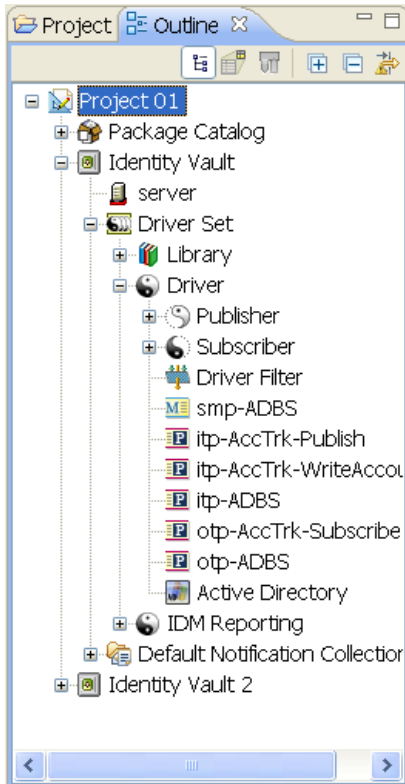 Project Outline
Project 01
Package Catalog
Identity Vault
server
Driver Set
Library
Driver
Publisher
Subscriber
Driver Filter
smp-ADBS
itp-AccTrk-Publish
itp-AccTrk-WriteAccou
itp-ADBS
otp-AccTrk-Subscribe
otp-ADBS
Active Directory
IDM Reporting
Default Notification Collection
Identity Vault 2